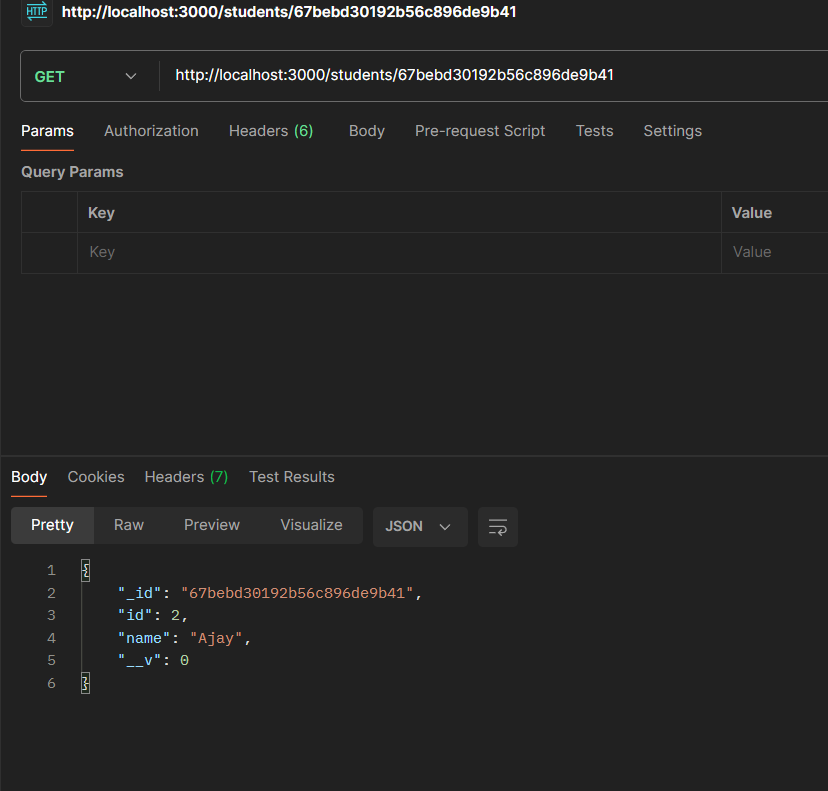 HTTP http://localhost:3000/students/67bebd30192b56c896de9b41
GET http://localhost:3000/students/67bebd30192b56c896de9b41
Params Authorization Headers (6) Body Pre-request Script Tests Settings
Query Params
Key Value
Key Value
Body Cookies Headers (7) Test Results
Pretty Raw Preview Visualize JSON
1 {
2 "_id": "67bebd30192b56c896de9b41",
3 "id": 2,
4 "name": "Ajay",
5 "__v": 0
6 }